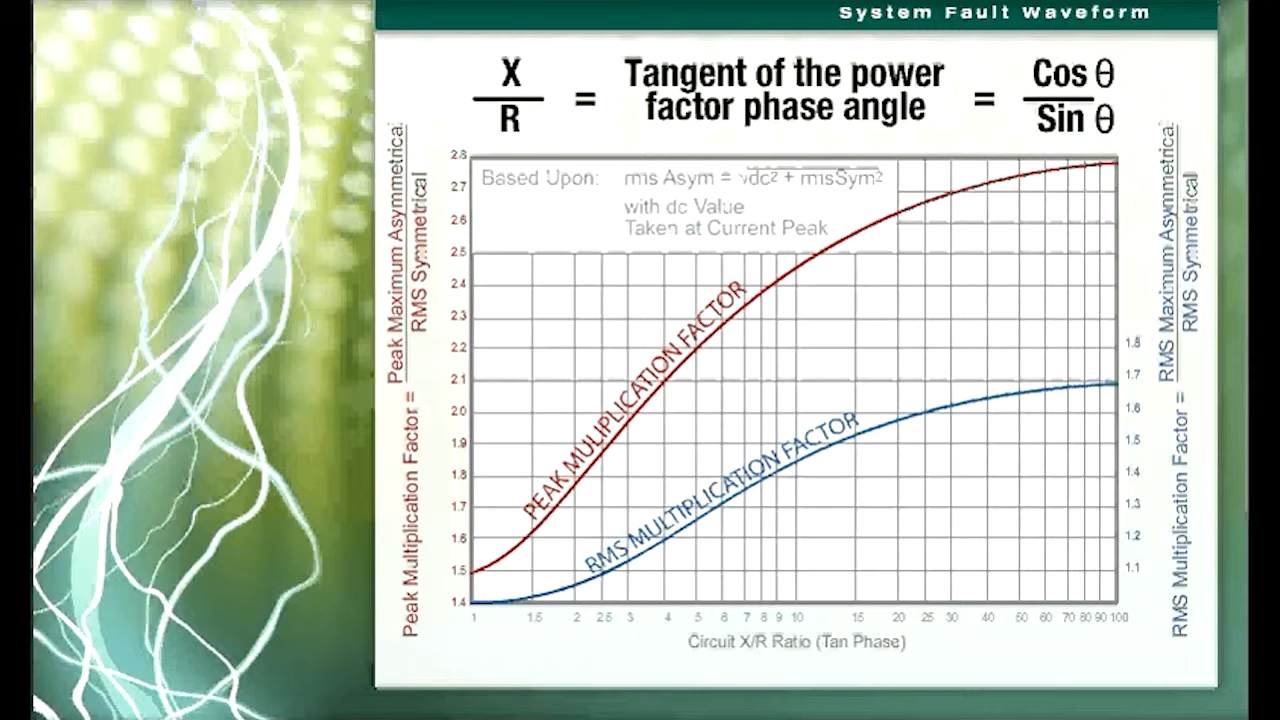 System Fault Waveform
X
R
=
Tangent of the power
factor phase angle
=
Cos θ
Sin θ
Peak Multiplication Factor =
Peak Maximum Asymmetrical
RMS Symmetrical
2.8
2.7
2.6
2.5
2.4
2.3
2.2
2.1
2.0
1.9
1.8
1.7
1.6
1.5
1.4
Based Upon: rms Asym = √dc² + rmsSym²
with dc Value
Taken at Current Peak
PEAK MULIPLICATION FACTOR
RMS MULTIPLICATION FACTOR
1.8
1.7
1.6
1.5
1.4
1.3
1.2
1.1
RMS Multiplication Factor =
RMS Maximum Asymmetrical
RMS Symmetrical
1 1.5 2 2.5 3 4 5 6 7 8 9 10 15 20 25 30 40 50 60 70 80 90 100
Circuit X/R Ratio (Tan Phase)